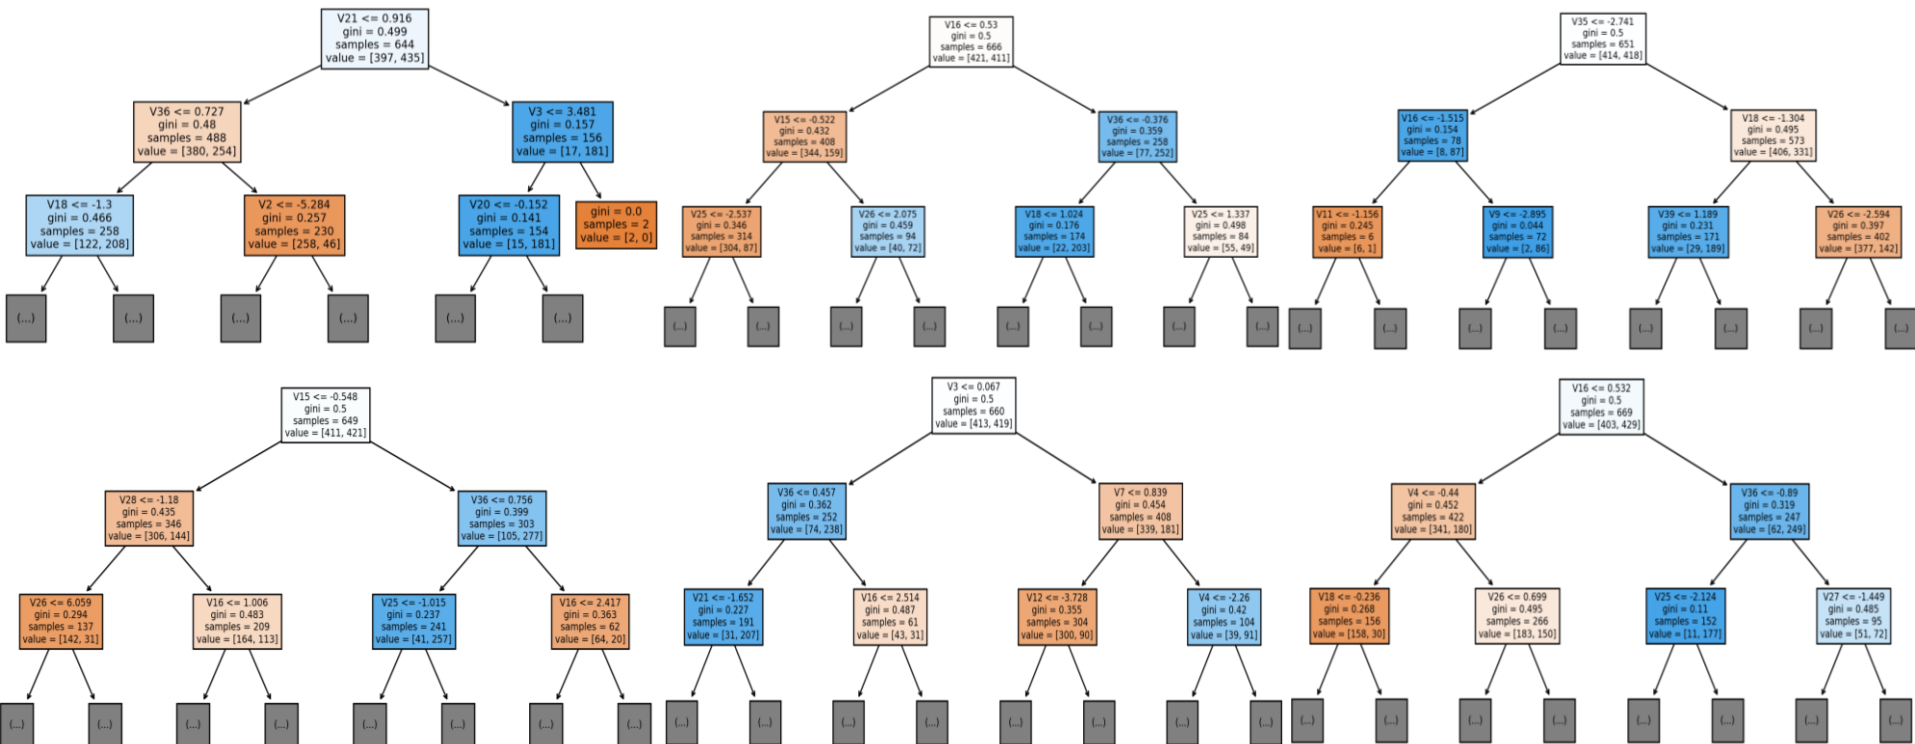 V21 <= 0.916
gini = 0.499
samples = 644
value = [397, 435]
V36 <= 0.727
gini = 0.48
samples = 488
value = [380, 254]
V3 <= 3.481
gini = 0.157
samples = 156
value = [17, 181]
V18 <= -1.3
gini = 0.466
samples = 258
value = [122, 208]
V2 <= -5.284
gini = 0.257
samples = 230
value = [258, 46]
V20 <= -0.152
gini = 0.141
samples = 154
value = [15, 181]
gini = 0.0
samples = 2
value = [2, 0]
(...)
(...)
(...)
(...)
(...)
(...)
V16 <= 0.53
gini = 0.5
samples = 666
value = [421, 411]
V15 <= -0.522
gini = 0.432
samples = 408
value = [344, 159]
V36 <= -0.376
gini = 0.359
samples = 258
value = [77, 252]
V25 <= -2.537
gini = 0.346
samples = 314
value = [304, 87]
V26 <= 2.075
gini = 0.459
samples = 94
value = [40, 72]
V18 <= 1.024
gini = 0.176
samples = 174
value = [22, 203]
V25 <= 1.337
gini = 0.498
samples = 84
value = [55, 49]
(...)
(...)
(...)
(...)
(...)
(...)
(...)
(...)
V35 <= -2.741
gini = 0.5
samples = 651
value = [414, 418]
V16 <= -1.515
gini = 0.154
samples = 78
value = [8, 87]
V18 <= -1.304
gini = 0.495
samples = 573
value = [406, 331]
V11 <= -1.156
gini = 0.245
samples = 6
value = [6, 1]
V9 <= -2.895
gini = 0.044
samples = 72
value = [2, 86]
V39 <= 1.189
gini = 0.231
samples = 171
value = [29, 189]
V26 <= -2.594
gini = 0.397
samples = 402
value = [377, 142]
(...)
(...)
(...)
(...)
(...)
(...)
(...)
(...)
V15 <= -0.548
gini = 0.5
samples = 649
value = [411, 421]
V28 <= -1.18
gini = 0.435
samples = 346
value = [306, 144]
V36 <= 0.756
gini = 0.399
samples = 303
value = [105, 277]
V26 <= 6.059
gini = 0.294
samples = 137
value = [142, 31]
V16 <= 1.006
gini = 0.483
samples = 209
value = [164, 113]
V25 <= -1.015
gini = 0.237
samples = 241
value = [41, 257]
V16 <= 2.417
gini = 0.363
samples = 62
value = [64, 20]
(...)
(...)
(...)
(...)
(...)
(...)
(...)
(...)
V3 <= 0.067
gini = 0.5
samples = 660
value = [413, 419]
V36 <= 0.457
gini = 0.362
samples = 252
value = [74, 238]
V7 <= 0.839
gini = 0.454
samples = 408
value = [339, 181]
V21 <= -1.652
gini = 0.227
samples = 191
value = [31, 207]
V16 <= 2.514
gini = 0.487
samples = 61
value = [43, 31]
V12 <= -3.728
gini = 0.355
samples = 304
value = [300, 90]
V4 <= -2.26
gini = 0.42
samples = 104
value = [39, 91]
(...)
(...)
(...)
(...)
(...)
(...)
(...)
(...)
V16 <= 0.532
gini = 0.5
samples = 669
value = [403, 429]
V4 <= -0.44
gini = 0.452
samples = 422
value = [341, 180]
V36 <= -0.89
gini = 0.319
samples = 247
value = [62, 249]
V18 <= -0.236
gini = 0.268
samples = 156
value = [158, 30]
V26 <= 0.699
gini = 0.495
samples = 266
value = [183, 150]
V25 <= -2.124
gini = 0.11
samples = 152
value = [11, 177]
V27 <= -1.449
gini = 0.485
samples = 95
value = [51, 72]
(...)
(...)
(...)
(...)
(...)
(...)
(...)
(...)